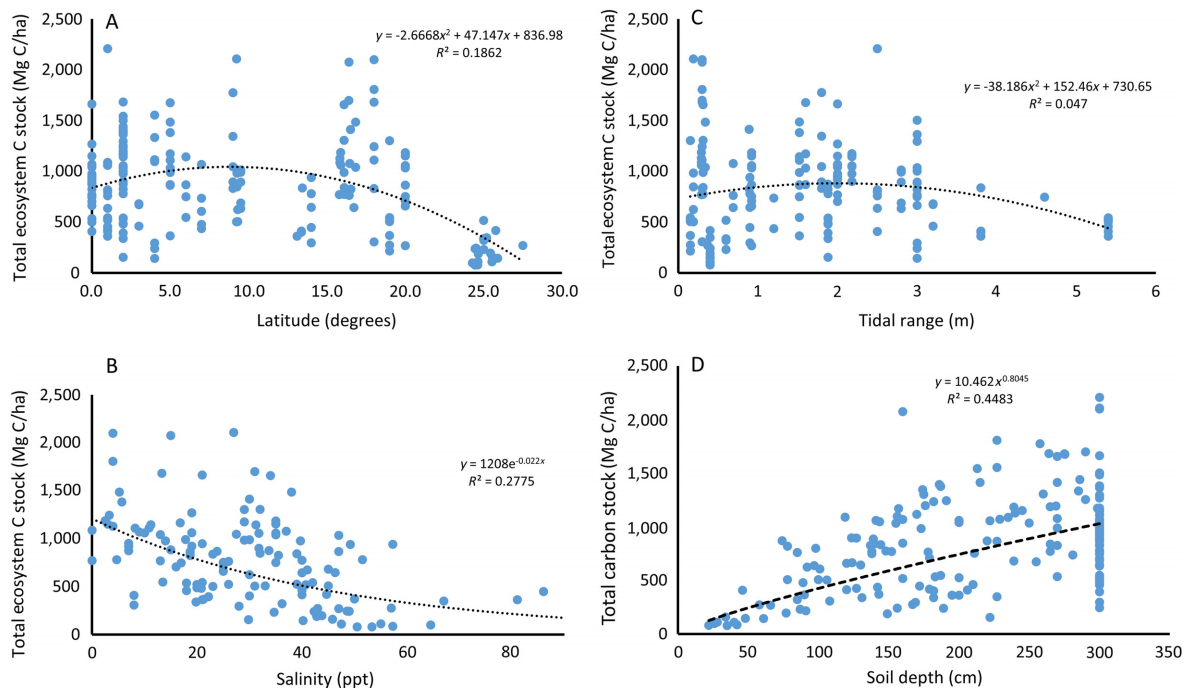 A
Total ecosystem C stock (Mg C/ha)
2,500
2,000
1,500
1,000
500
0
y = -2.6668x² + 47.147x + 836.98
R² = 0.1862
0.0 5.0 10.0 15.0 20.0 25.0 30.0
Latitude (degrees)
C
Total ecosystem C stock (Mg C/ha)
2,500
2,000
1,500
1,000
500
0
y = -38.186x² + 152.46x + 730.65
R² = 0.047
0 1 2 3 4 5 6
Tidal range (m)
B
Total ecosystem C stock (Mg C/ha)
2,500
2,000
1,500
1,000
500
0
y = 1208e^-0.022x
R² = 0.2775
0 20 40 60 80
Salinity (ppt)
D
Total carbon stock (Mg C/ha)
2,500
2,000
1,500
1,000
500
0
y = 10.462x^0.8045
R² = 0.4483
0 50 100 150 200 250 300 350
Soil depth (cm)